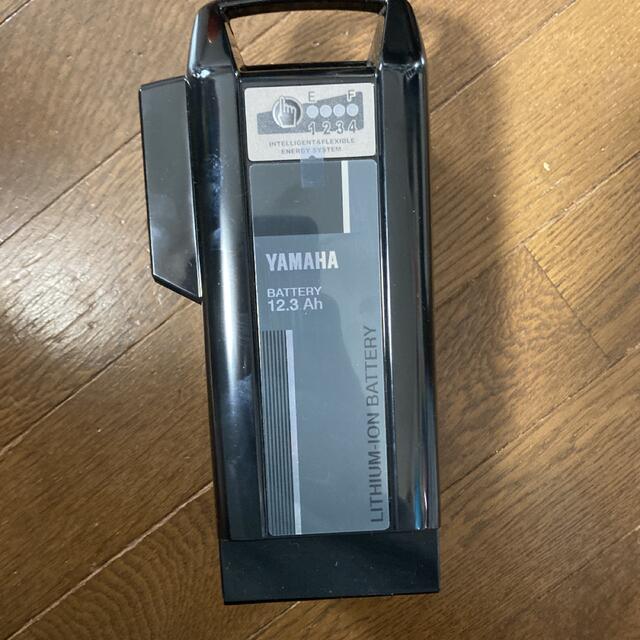 E F
1 2 3 4
INTELLIGENT&FLEXIBLE
ENERGY SYSTEM
YAMAHA
BATTERY
12.3 Ah
LITHIUM-ION BATTERY